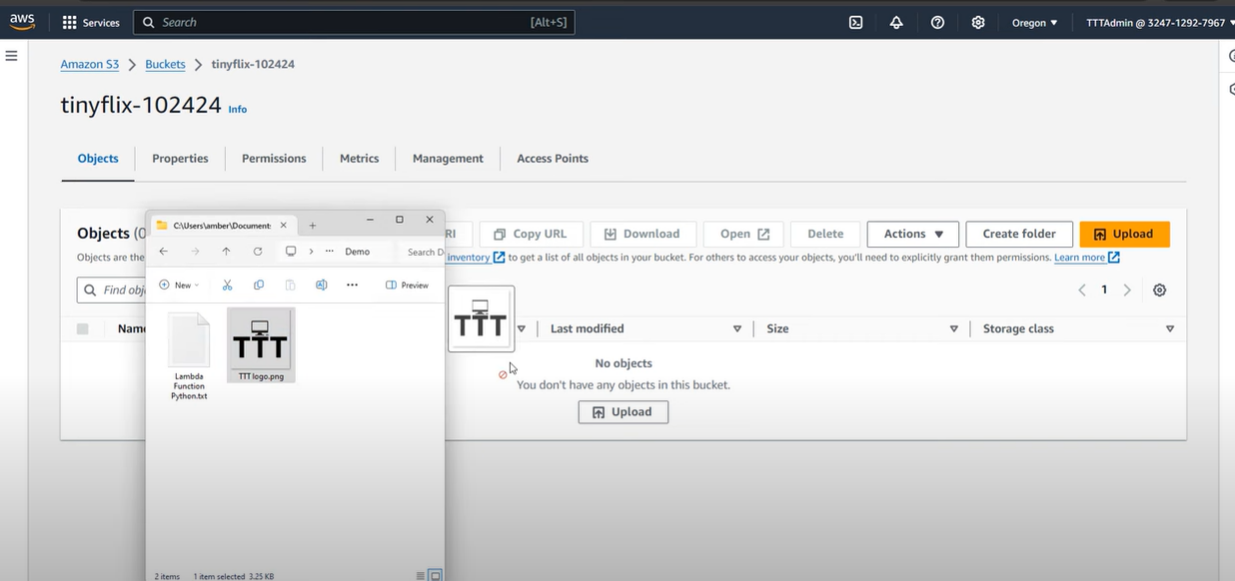 aws
Services
Search
[Alt+S]
Oregon
TTTAdmin @ 3247-1292-7967
Amazon S3
Buckets
tinyflix-102424
tinyflix-102424
Info
Objects
Properties
Permissions
Metrics
Management
Access Points
Objects (0
RI
Copy URL
Download
Open
Delete
Actions
Create folder
Upload
Objects are the
inventory to get a list of all objects in your bucket. For others to access your objects, you'll need to explicitly grant them permissions. Learn more
Find obj
1
Name
Last modified
Size
Storage class
No objects
You don't have any objects in this bucket.
Upload
C:\Users\amber\Document:
Demo
Search D
New
Preview
TTT
TTT
Lambda
Function
Python.txt
TTT logo.png
2 items
1 item selected 3.25 KB